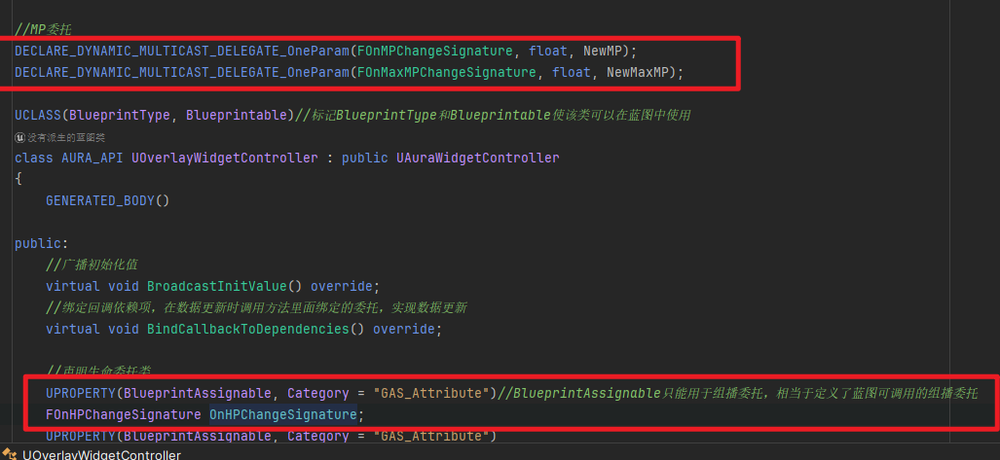 //MP委托
DECLARE_DYNAMIC_MULTICAST_DELEGATE_OneParam(FOnMPChangeSignature, float, NewMP);
DECLARE_DYNAMIC_MULTICAST_DELEGATE_OneParam(FOnMaxMPChangeSignature, float, NewMaxMP);
UCLASS(BlueprintType, Blueprintable)//标记BlueprintType和Blueprintable使该类可以在蓝图中使用
没有派生的蓝图类
class AURA_API UOverlayWidgetController : public UAuraWidgetController
{
GENERATED_BODY()
public:
//广播初始化值
virtual void BroadcastInitValue() override;
//绑定回调依赖项，在数据更新时调用方法里面绑定的委托，实现数据更新
virtual void BindCallbackToDependencies() override;
//声明生命委托类
UPROPERTY(BlueprintAssignable, Category = "GAS_Attribute")//BlueprintAssignable只能用于组播委托，相当于定义了蓝图可调用的组播委托
FOnHPChangeSignature OnHPChangeSignature;
UPROPERTY(BlueprintAssignable, Category = "GAS_Attribute")
UOverlayWidgetController